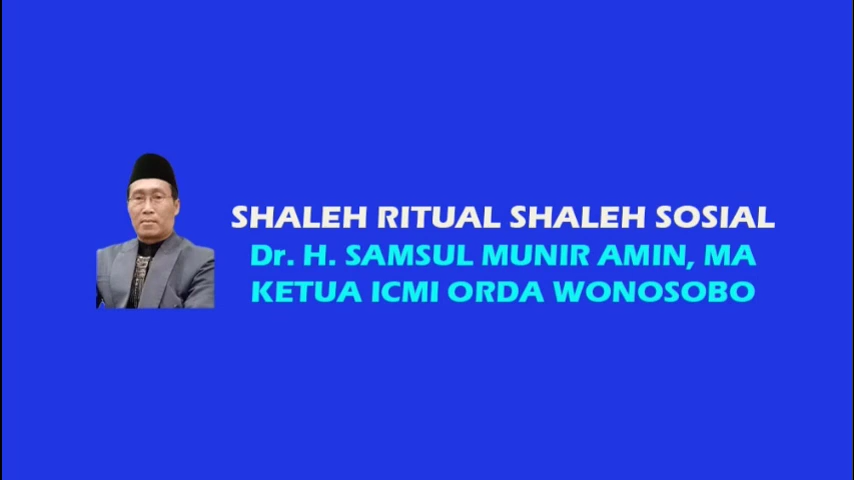 SHALEH RITUAL SHALEH SOSIAL
Dr. H. SAMSUL MUNIR AMIN, MA
KETUA ICMI ORDA WONOSOBO